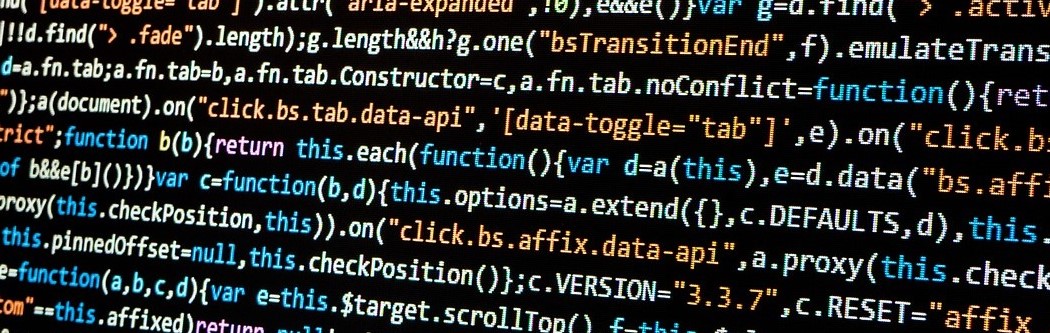 [data-toggle="tab"]').attr("aria-expanded",!0),e&&e()}var g=d.find("> .activ
||!!d.find("> .fade").length);g.length&&h?g.one("bsTransitionEnd",f).emulateTrans
d=a.fn.tab;a.fn.tab=b,a.fn.tab.Constructor=c,a.fn.tab.noConflict=function(){ret
")};a(document).on("click.bs.tab.data-api",'[data-toggle="tab"]',e).on("click.bs
trict";function b(b){return this.each(function(){var d=a(this),e=d.data("bs.affi
of b&&e[b]()})}var c=function(b,d){this.options=a.extend({},c.DEFAULTS,d),this.
proxy(this.checkPosition,this)).on("click.bs.affix.data-api",a.proxy(this.check
this.pinnedOffset=null,this.checkPosition()};c.VERSION="3.3.7",c.RESET="affix
e=function(a,b,c,d){var e=this.$target.scrollTop(),f=this.$
com"==this.affixed)return null